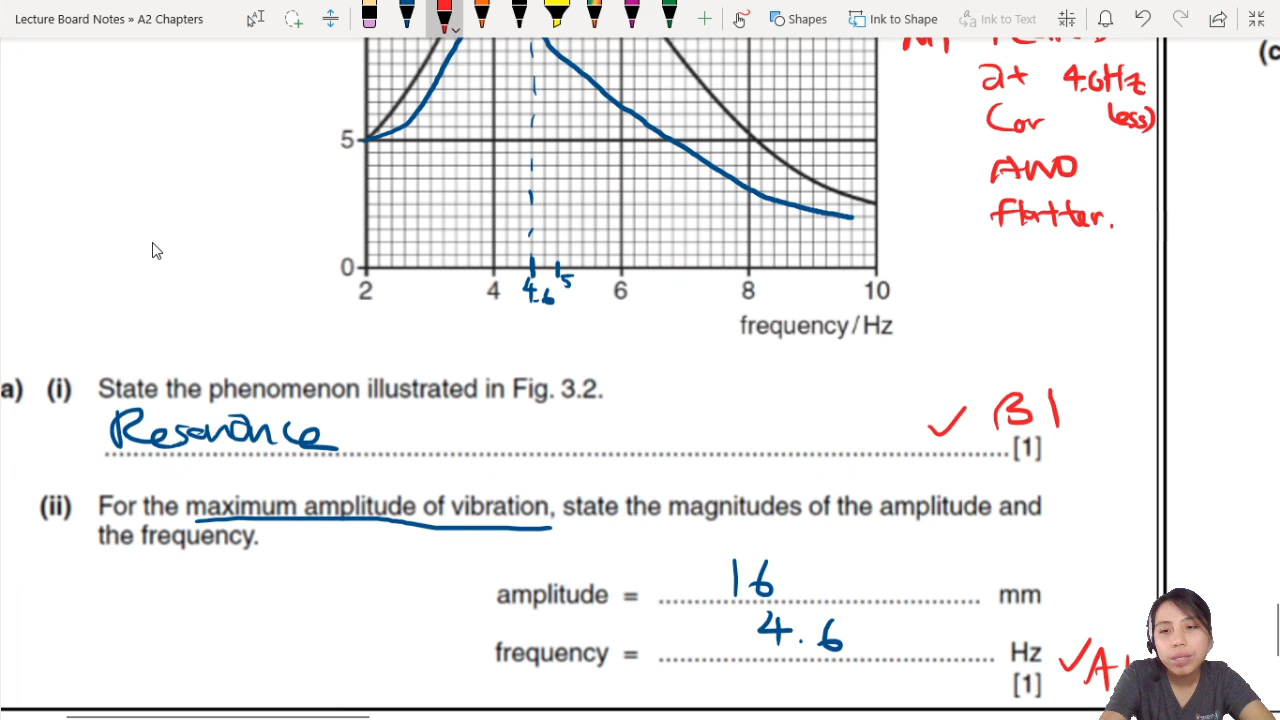 Lecture Board Notes » A2 Chapters
Shapes
Ink to Shape
Ink to Text
at 4.6Hz
(or less)
AND
flatter.
(c
5
0
2
4
4.6
5
6
8
10
frequency/Hz
a) (i) State the phenomenon illustrated in Fig. 3.2.
Resonance
✓ B1
[1]
(ii) For the maximum amplitude of vibration, state the magnitudes of the amplitude and
the frequency.
amplitude = 16 mm
frequency = 4.6 Hz
[1]
✓A